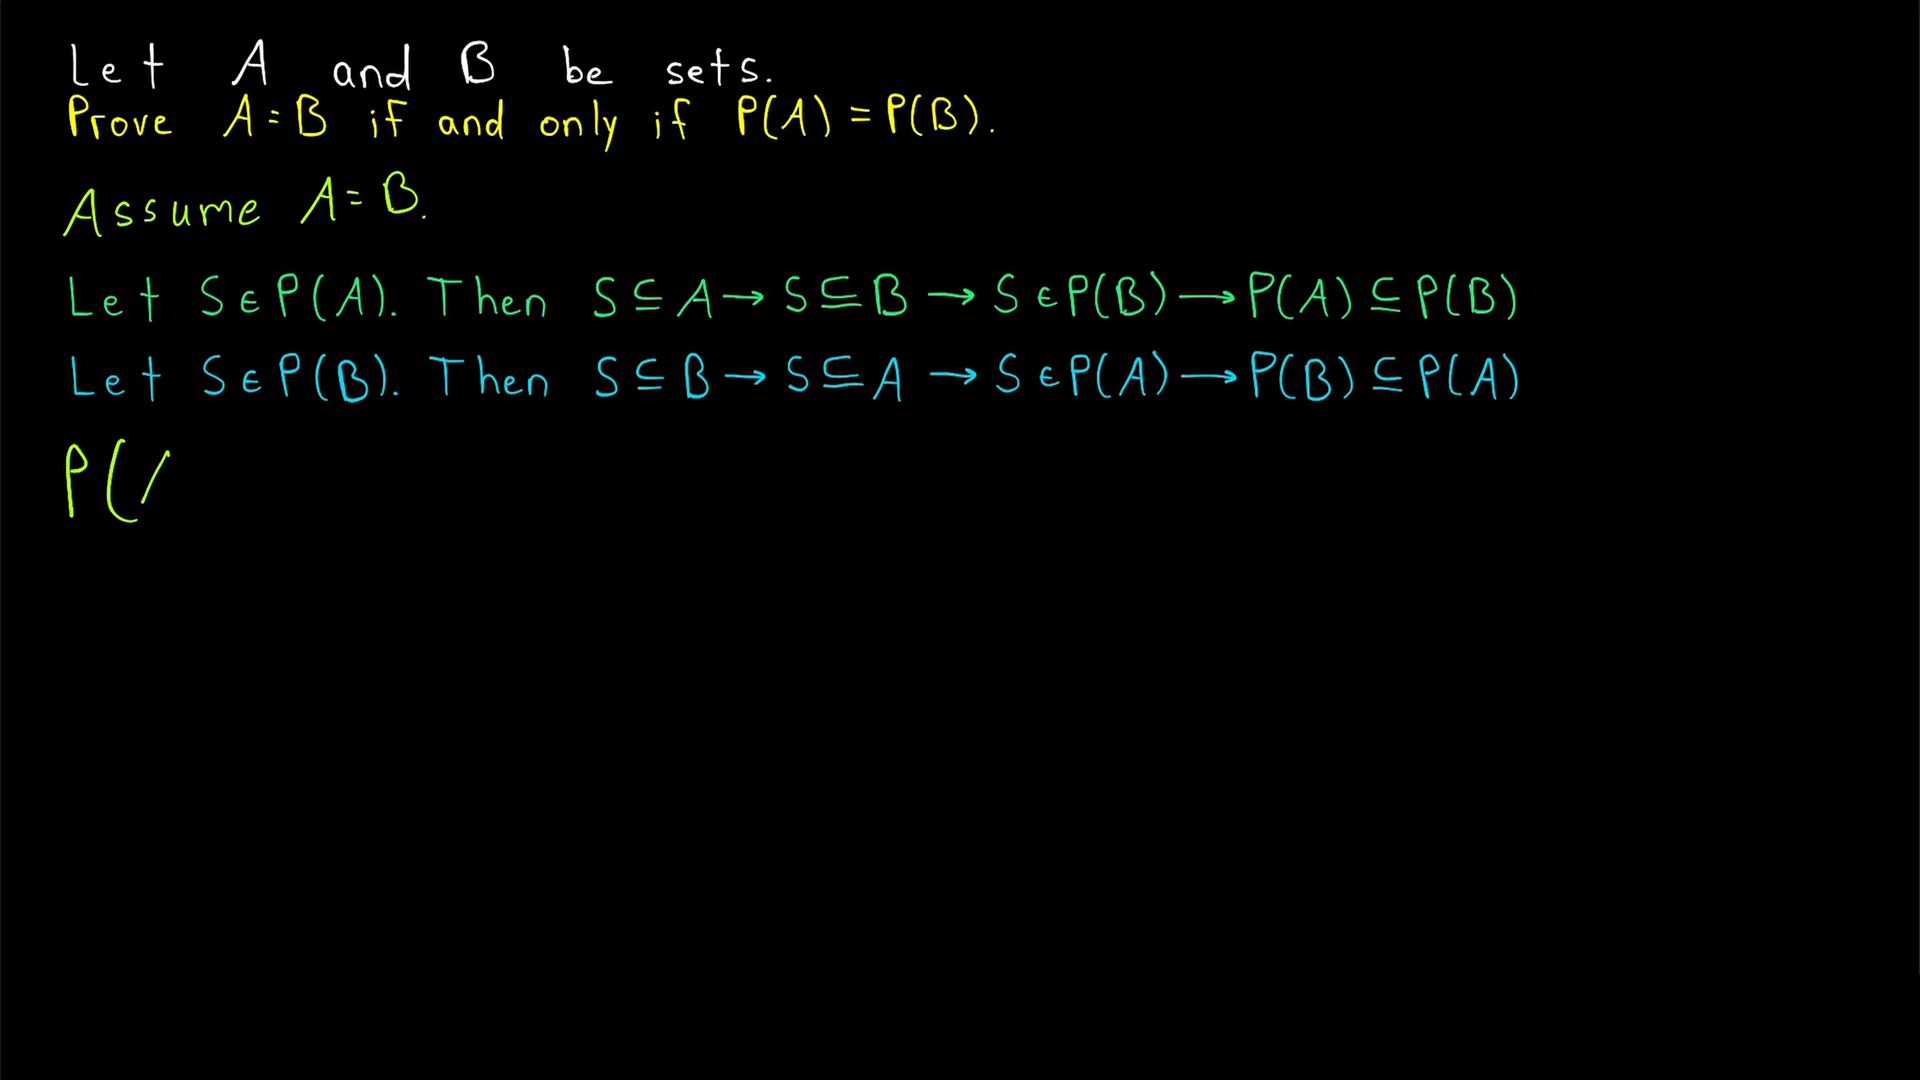 Let A and B be sets.
Prove A=B if and only if P(A)=P(B).
Assume A=B.
Let S∈P(A). Then S⊆A→S⊆B→S∈P(B)→P(A)⊆P(B)
Let S∈P(B). Then S⊆B→S⊆A→S∈P(A)→P(B)⊆P(A)
P(